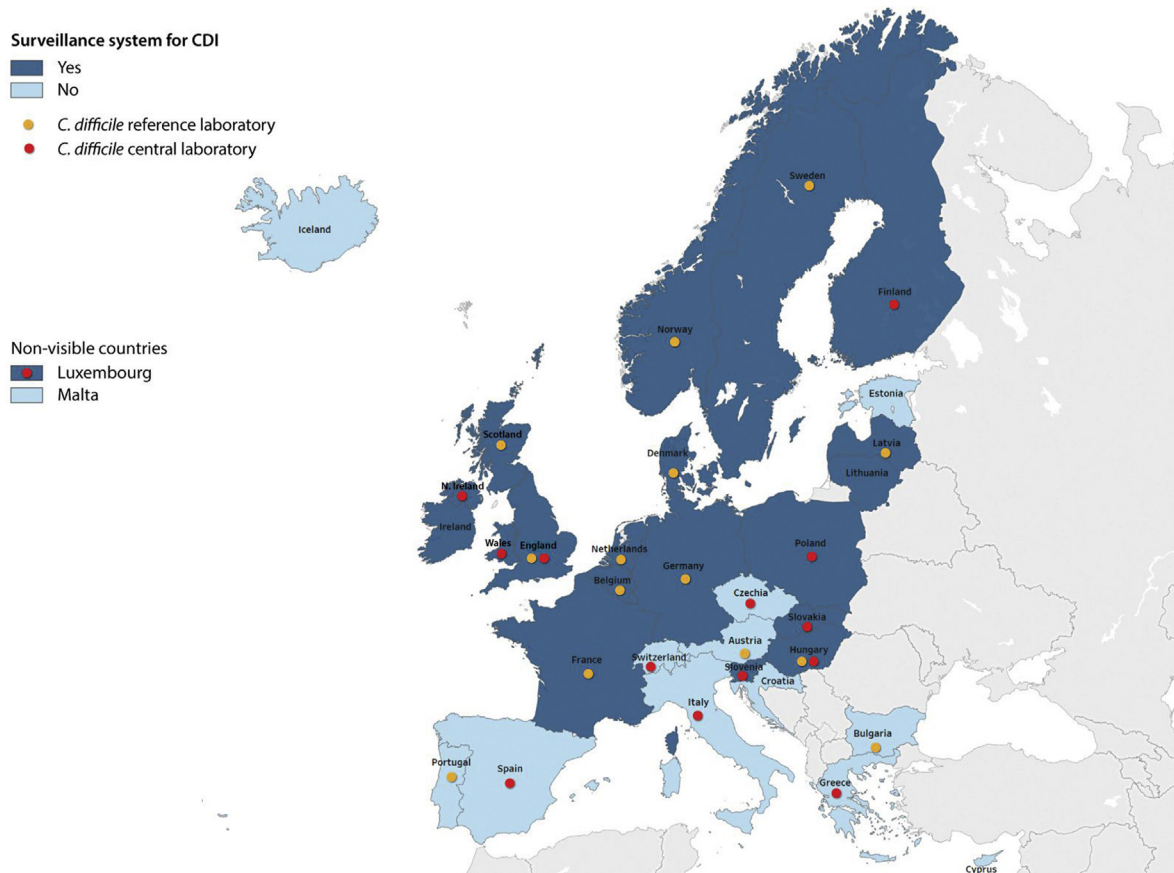 Surveillance system for CDI
Yes
No
C. difficile reference laboratory
C. difficile central laboratory
Iceland
Sweden
Finland
Norway
Non-visible countries
Luxembourg
Malta
Estonia
Scotland
Latvia
Denmark
Lithuania
N. Ireland
Ireland
Wales
England
Netherlands
Poland
Germany
Belgium
Czechia
Slovakia
Austria
Hungary
Switzerland
France
Slovenia
Croatia
Italy
Bulgaria
Portugal
Spain
Greece
Cyprus